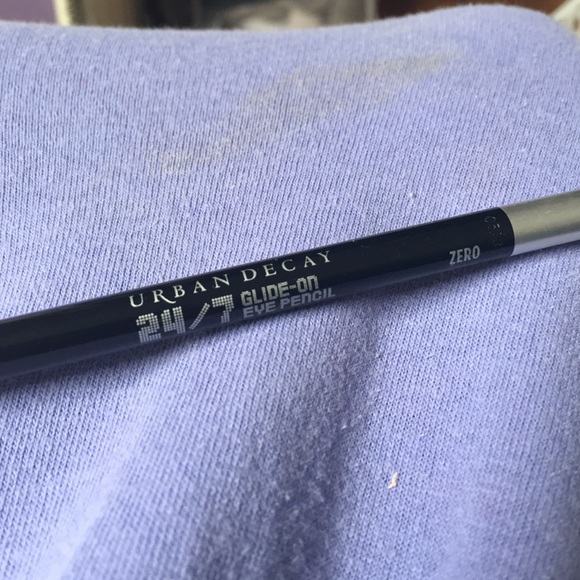 URBAN DECAY
24/7 GLIDE-ON
EYE PENCIL
ZERO